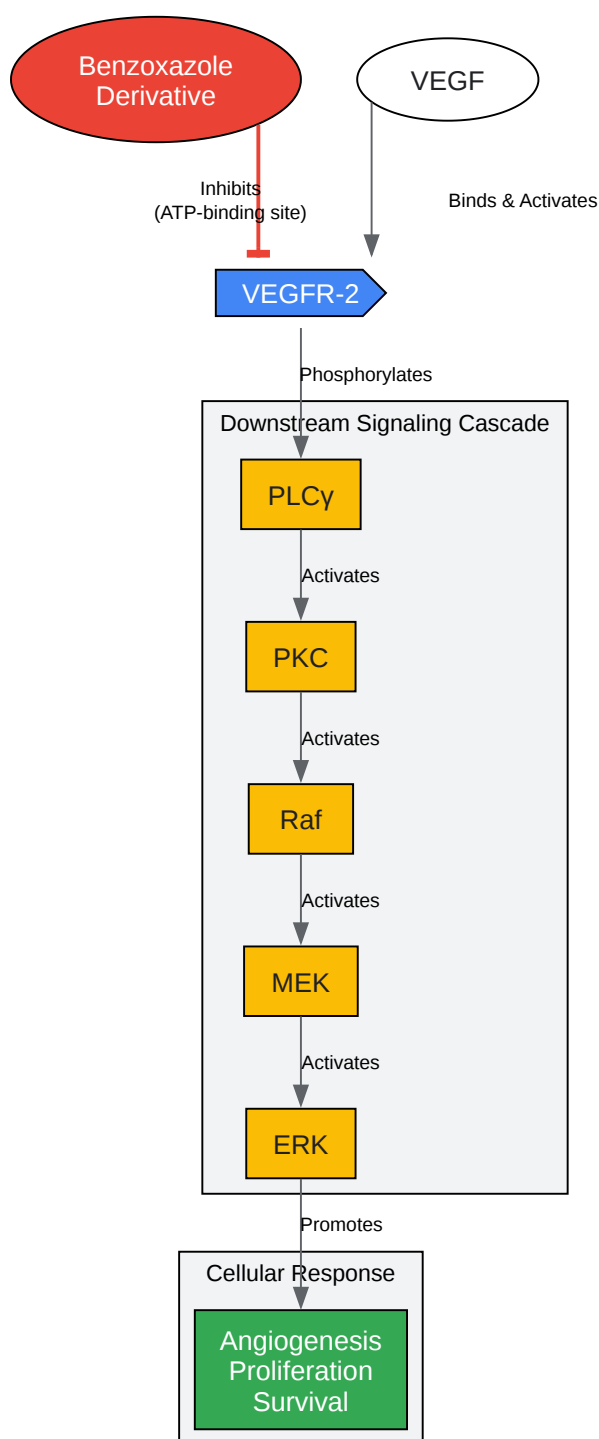 Benzoxazole
Derivative
VEGF
Inhibits
(ATP-binding site)
Binds & Activates
VEGFR-2
Phosphorylates
Downstream Signaling Cascade
PLCγ
Activates
PKC
Activates
Raf
Activates
MEK
Activates
ERK
Promotes
Cellular Response
Angiogenesis
Proliferation
Survival